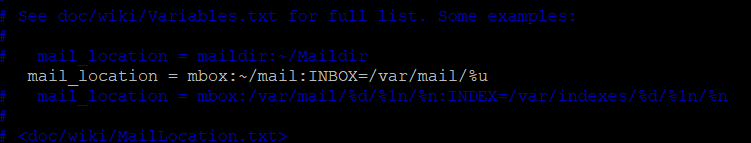 # See doc/wiki/Variables.txt for full list. Some examples:
#
#   mail_location = maildir:~/Maildir
   mail_location = mbox:~/mail:INBOX=/var/mail/%u
#   mail_location = mbox:/var/mail/%d/%1n/%n:INDEX=/var/indexes/%d/%1n/%n
#
# <doc/wiki/MailLocation.txt>